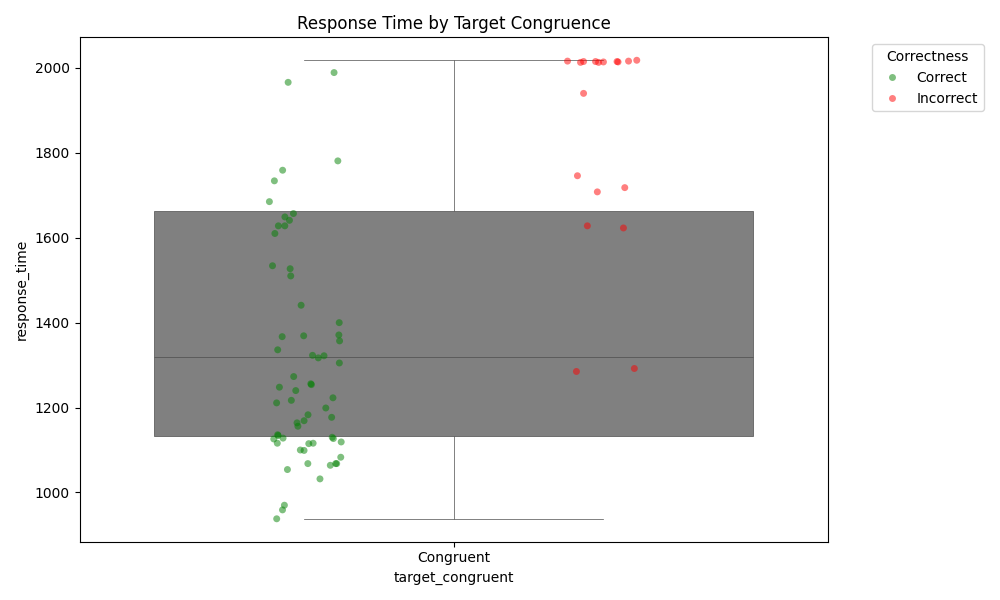 Response Time by Target Congruence
Correctness
Correct
Incorrect
2000
1800
1600
1400
1200
1000
response_time
Congruent
target_congruent